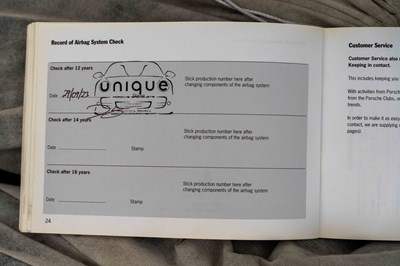 Record of Airbag System Check
Check after 12 years
unique
Stick production number here after
changing components of the airbag system
Date
Check after 14 years
Stick production number here after
changing components of the airbag system
Date
Stamp
Check after 16 years
Stick production number here after
changing components of the airbag system
Date
Stamp
24
Customer Service
Customer Service also
Keeping in contact.
This includes keeping you
With activities from Porsch
from the Porsche Clubs,
trends.
In order to make it as easy
contact, we are supplying
pages)